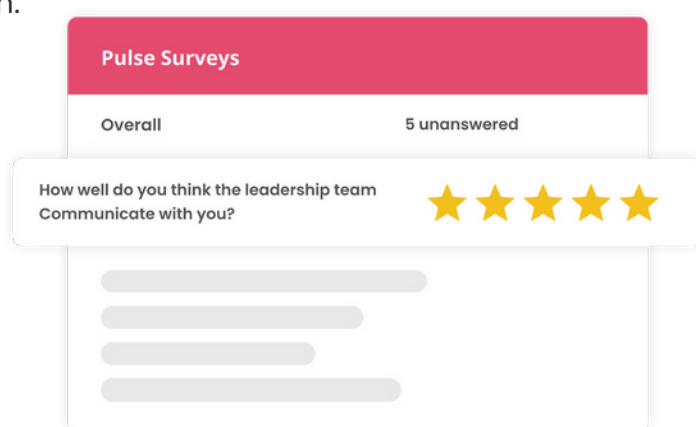 n.
Pulse Surveys
Overall 5 unanswered
How well do you think the leadership team
Communicate with you?